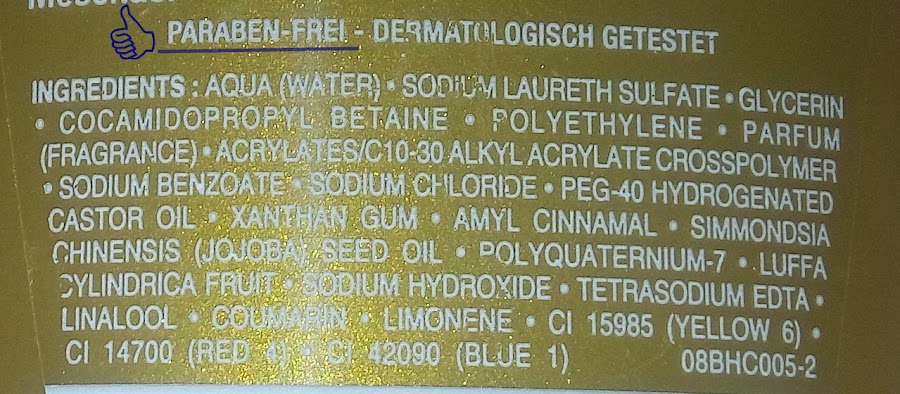 PARABEN-FREI - DERMATOLOGISCH GETESTET
INGREDIENTS : AQUA (WATER) • SODIUM LAURETH SULFATE • GLYCERIN
• COCAMIDOPROPYL BETAINE • POLYETHYLENE • PARFUM
(FRAGRANCE) • ACRYLATES/C10-30 ALKYL ACRYLATE CROSSPOLYMER
• SODIUM BENZOATE • SODIUM CHLORIDE • PEG-40 HYDROGENATED
CASTOR OIL • XANTHAN GUM • AMYL CINNAMAL • SIMMONDSIA
CHINENSIS (JOJOBA) SEED OIL • POLYQUATERNIUM-7 • LUFFA
CYLINDRICA FRUIT • SODIUM HYDROXIDE • TETRASODIUM EDTA •
LINALOOL • COUMARIN • LIMONENE • CI 15985 (YELLOW 6) •
CI 14700 (RED 4) • CI 42090 (BLUE 1) 08BHC005-2